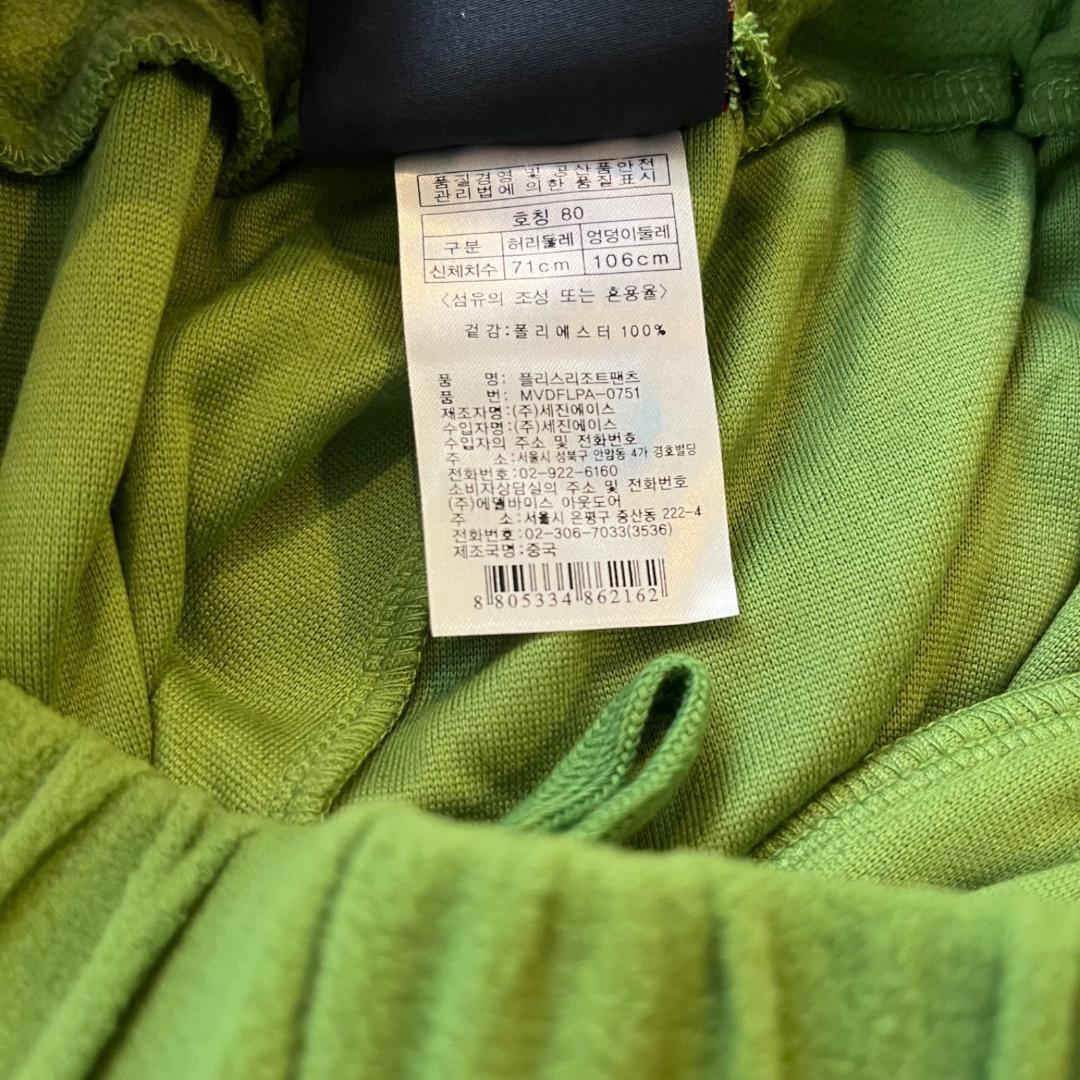 품질경영 및 공산품안전
관리법에 의한 품질표시
호칭 80
구분 허리둘레 엉덩이둘레
신체치수 71cm 106cm
〈섬유의 조성 또는 혼용율〉
겉감:폴리에스터 100%
품 명: 플리스리조트팬츠
품 번: MVDFLPA-0751
제조자명:(주)세진에이스
수입자명:(주)세진에이스
수입자의 주소 및 전화번호
주 소:서울시 성북구 안암동 4가 경호빌딩
전화번호:02-922-6160
소비자상담실의 주소 및 전화번호
(주)에델바이스 아웃도어
주 소:서울시 은평구 증산동 222-4
전화번호:02-306-7033(3536)
제조국명:중국
8 805334 862162